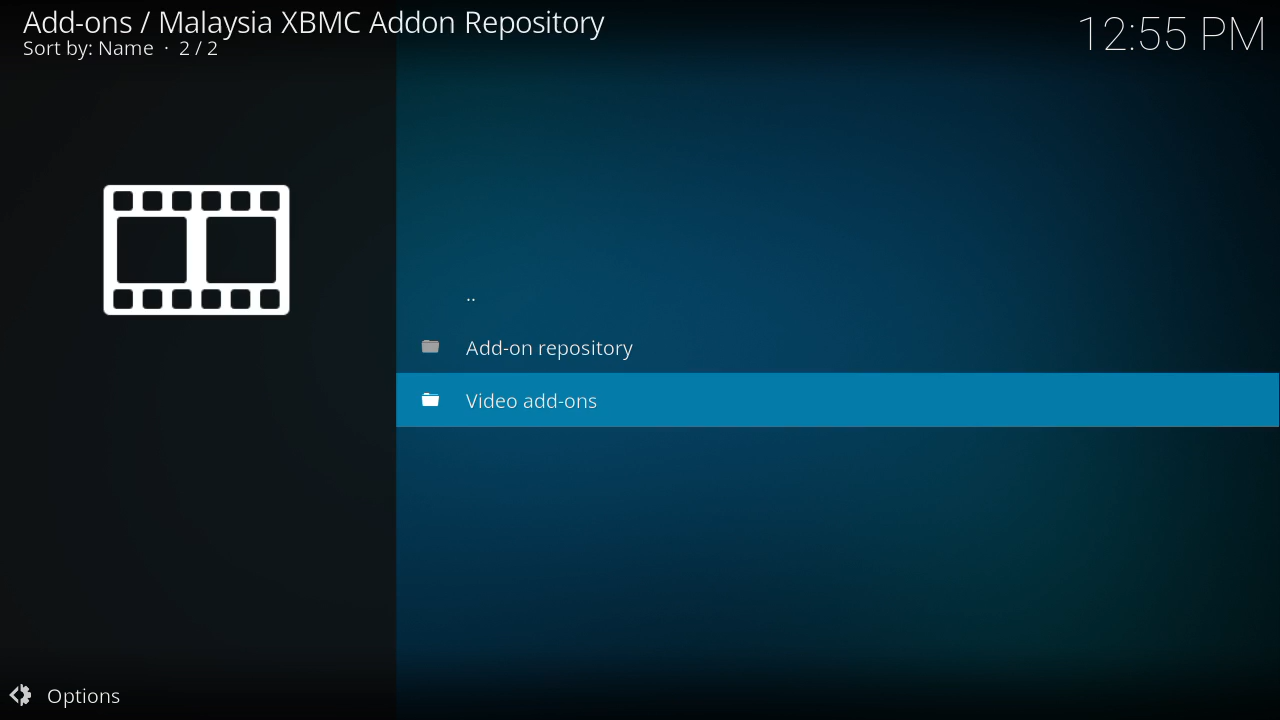 Add-ons / Malaysia XBMC Addon Repository
Sort by: Name · 2 / 2
12:55 PM
..
Add-on repository
Video add-ons
Options